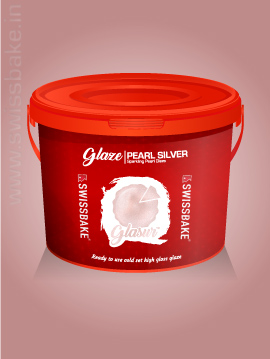 www.swissbake.in
Glaze | PEARL SILVER
Sparkling Pearl Glaze
SWISSBAKE®
SWISSBAKE®
Glasur
Ready to use cold set high gloss glaze